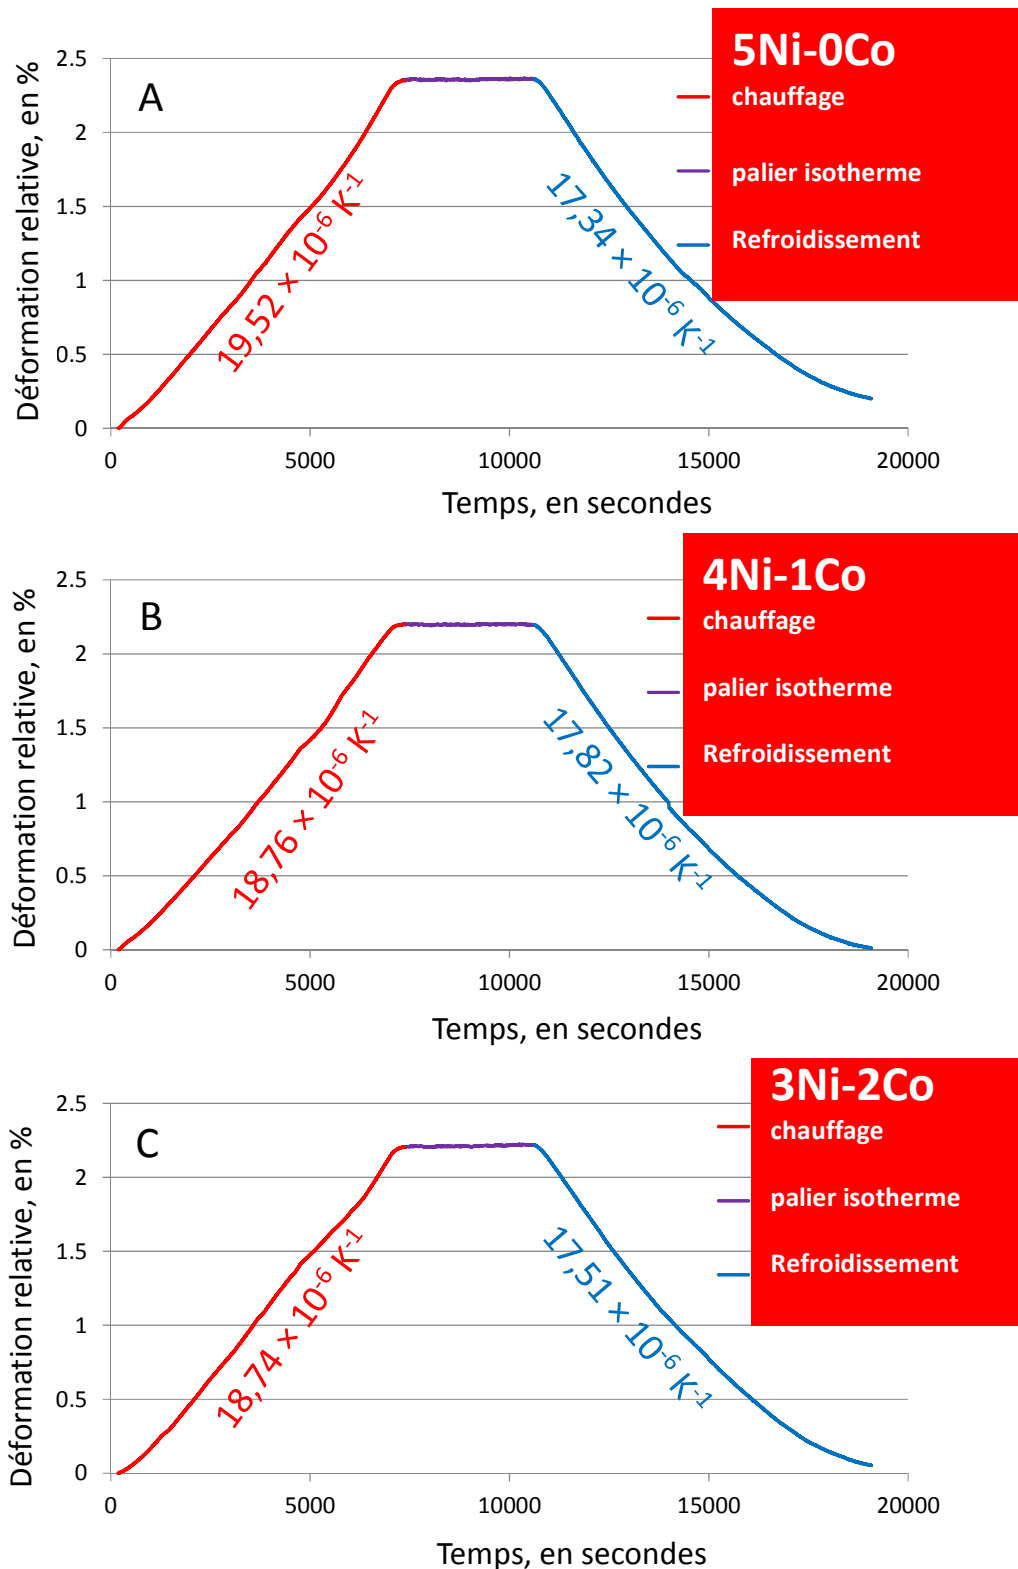 5Ni-0Co
chauffage
palier isotherme
Refroidissement
A
Déformation relative, en %
2.5
2
1.5
1
0.5
0
19,52 × 10⁻⁶ K⁻¹
17,34 × 10⁻⁶ K⁻¹
0 5000 10000 15000 20000
Temps, en secondes
4Ni-1Co
chauffage
palier isotherme
Refroidissement
B
Déformation relative, en %
2.5
2
1.5
1
0.5
0
18,76 × 10⁻⁶ K⁻¹
17,82 × 10⁻⁶ K⁻¹
0 5000 10000 15000 20000
Temps, en secondes
3Ni-2Co
chauffage
palier isotherme
Refroidissement
C
Déformation relative, en %
2.5
2
1.5
1
0.5
0
18,74 × 10⁻⁶ K⁻¹
17,51 × 10⁻⁶ K⁻¹
0 5000 10000 15000 20000
Temps, en secondes